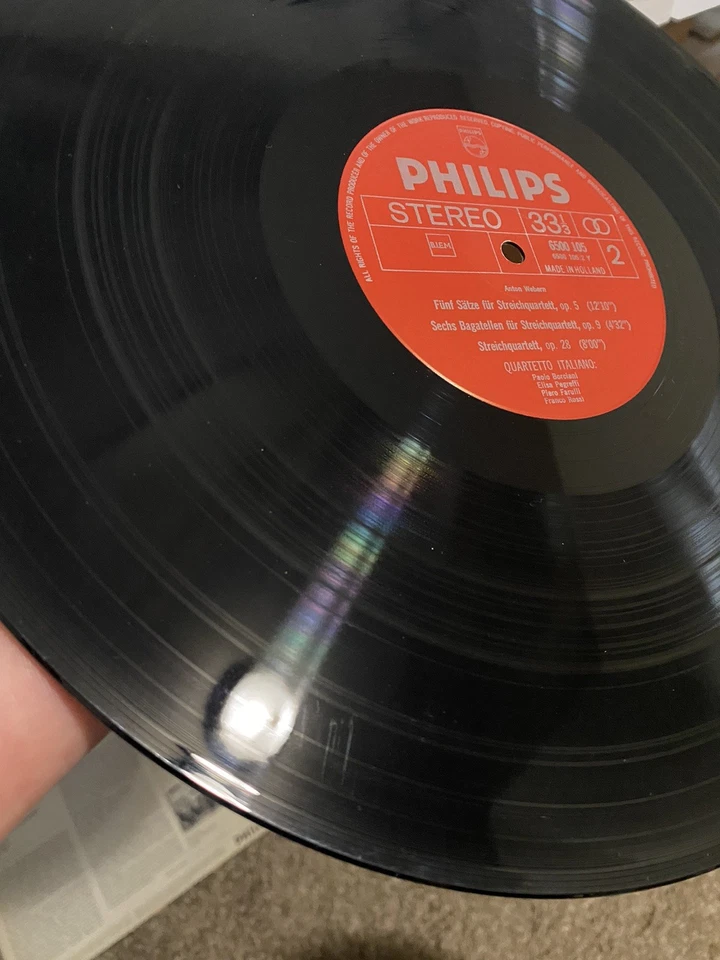 ALL RIGHTS OF THE RECORD PRODUCER AND OF THE OWNER OF THE WORK REPRODUCED RESERVED
PHILIPS
PHILIPS
STEREO 33 1/3
B.I.E.M.
6500 105
2
MADE IN HOLLAND
Anton Webern
Fünf Sätze für Streichquartett, op. 5 (12'10")
Sechs Bagatellen für Streichquartett, op. 9 (4'32")
Streichquartett, op. 28 (8'00")
QUARTETTO ITALIANO:
Paolo Borciani
Elisa Pegreffi
Piero Farulli
Franco Rossi